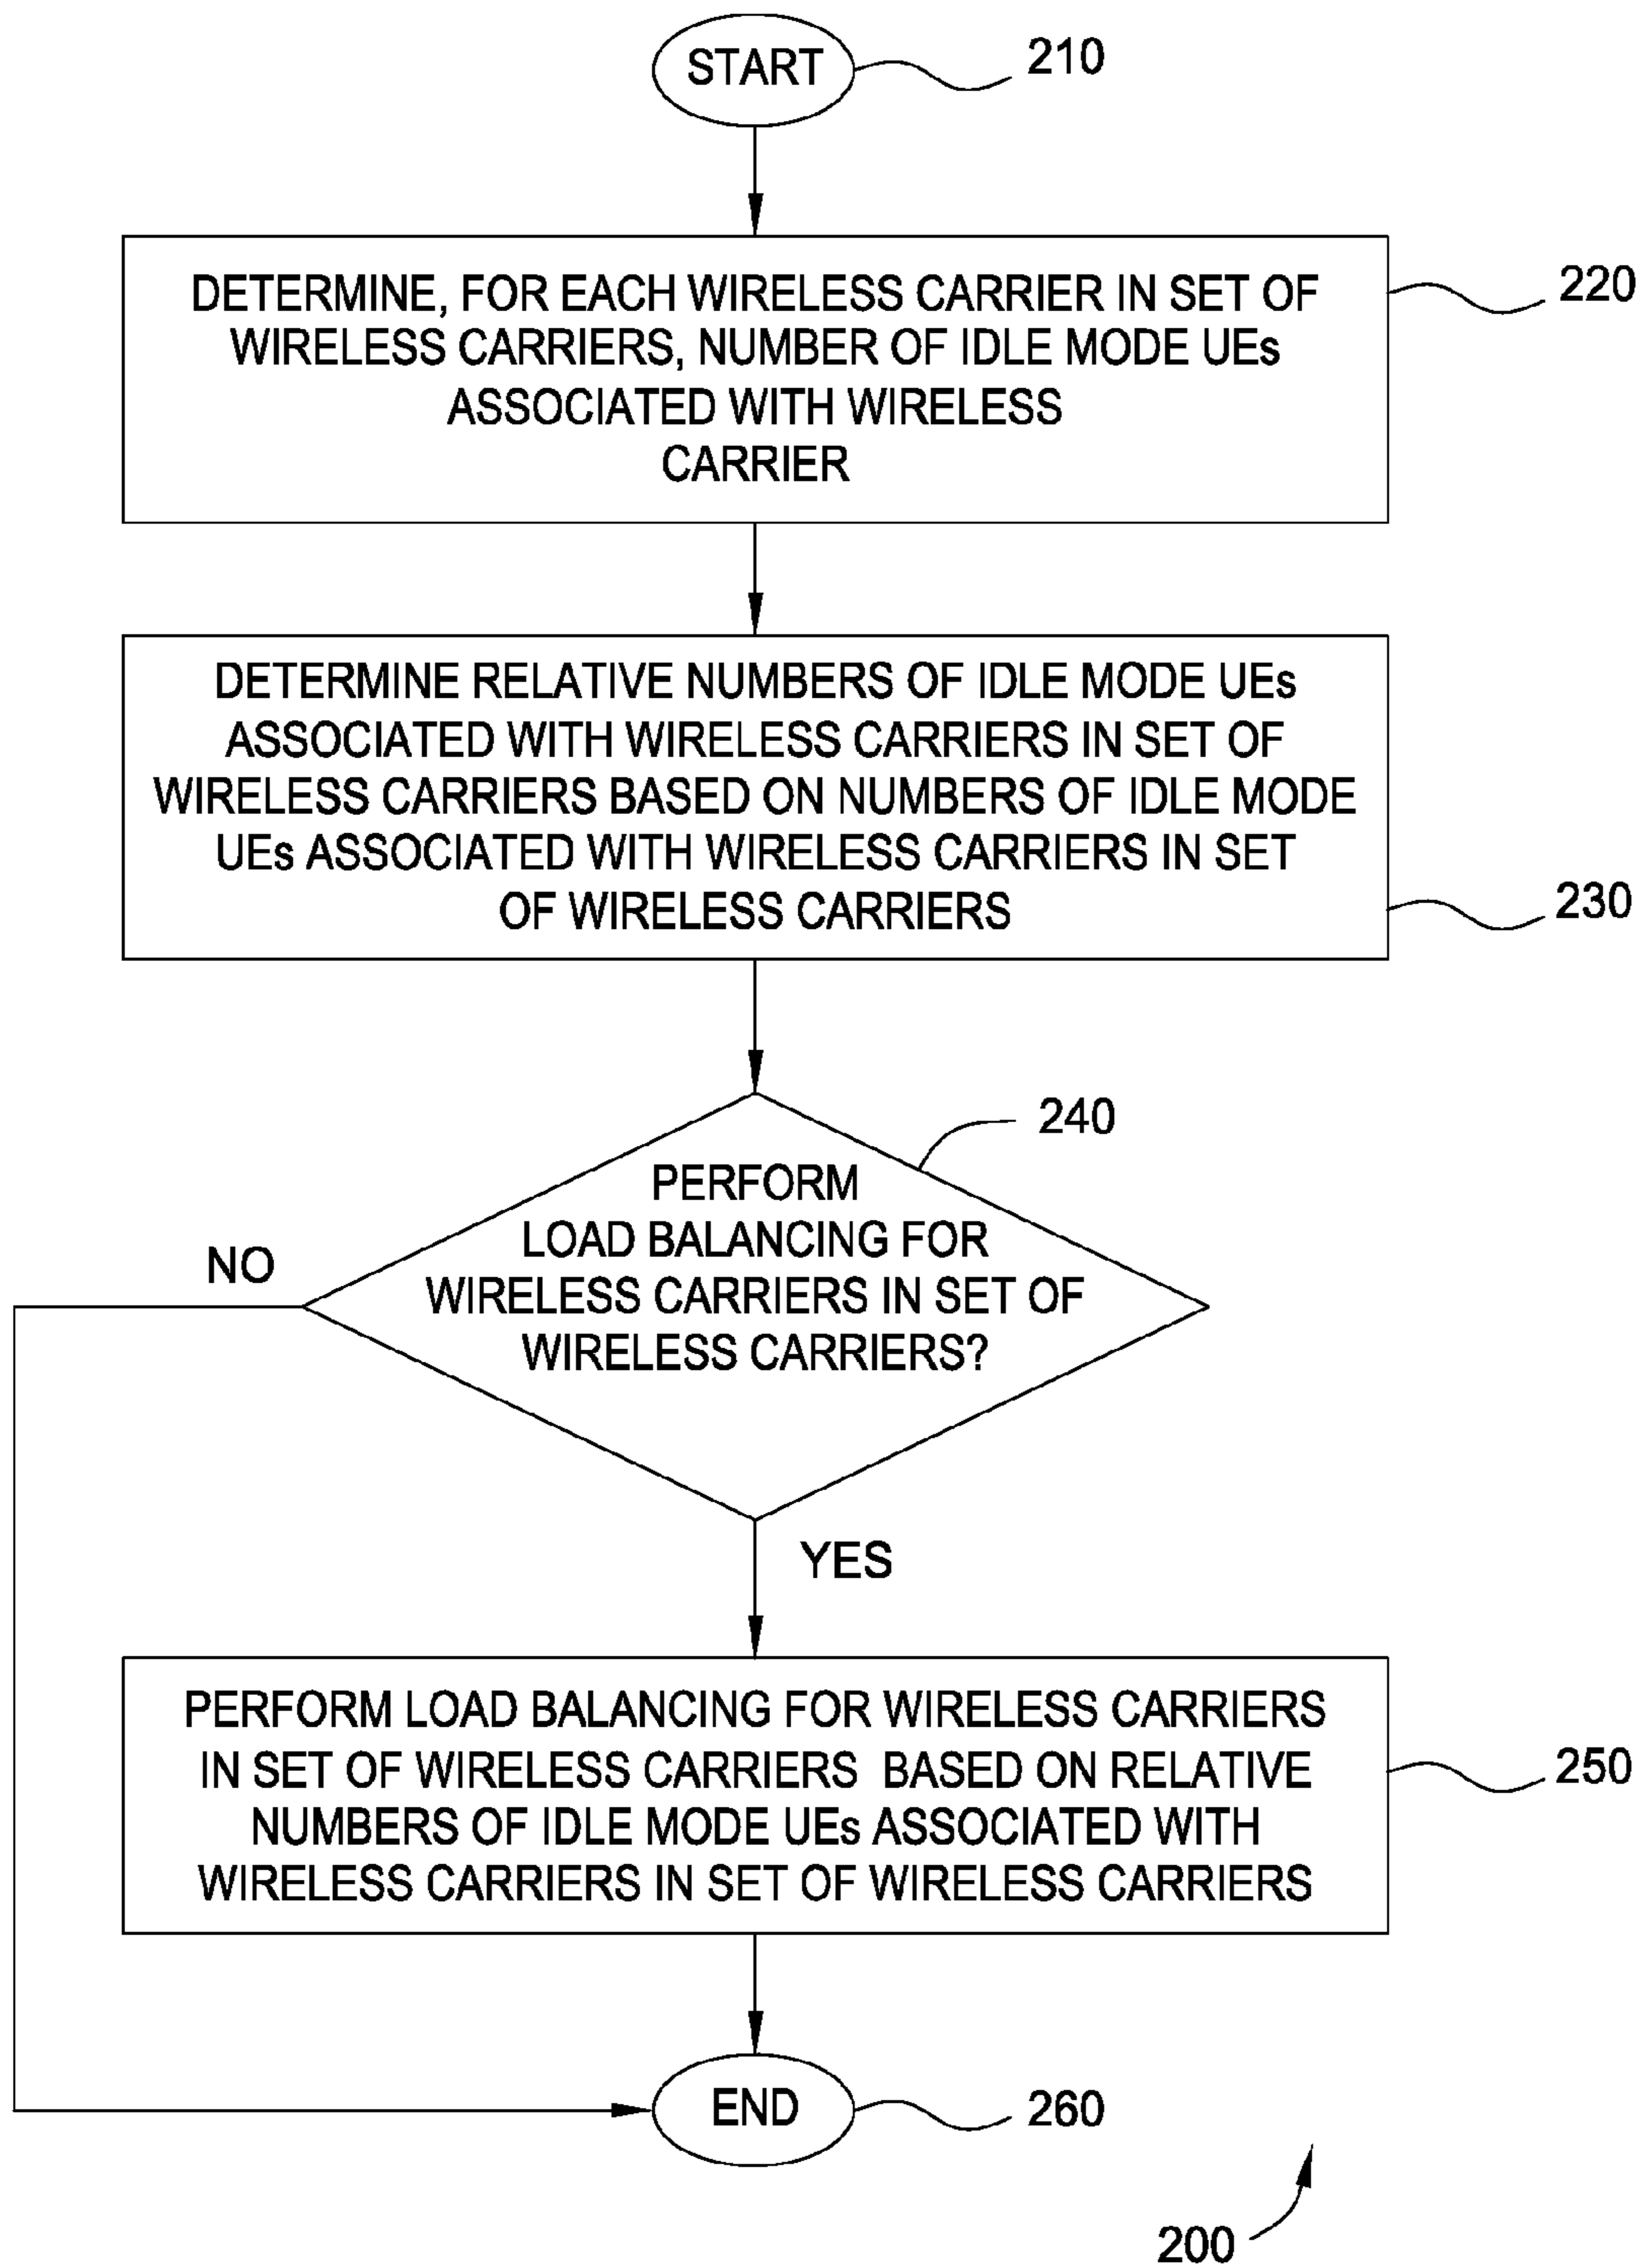 START
210
DETERMINE, FOR EACH WIRELESS CARRIER IN SET OF
WIRELESS CARRIERS, NUMBER OF IDLE MODE UEs
ASSOCIATED WITH WIRELESS
CARRIER
220
DETERMINE RELATIVE NUMBERS OF IDLE MODE UEs
ASSOCIATED WITH WIRELESS CARRIERS IN SET OF
WIRELESS CARRIERS BASED ON NUMBERS OF IDLE MODE
UEs ASSOCIATED WITH WIRELESS CARRIERS IN SET
OF WIRELESS CARRIERS
230
240
PERFORM
LOAD BALANCING FOR
WIRELESS CARRIERS IN SET OF
WIRELESS CARRIERS?
NO
YES
PERFORM LOAD BALANCING FOR WIRELESS CARRIERS
IN SET OF WIRELESS CARRIERS BASED ON RELATIVE
NUMBERS OF IDLE MODE UEs ASSOCIATED WITH
WIRELESS CARRIERS IN SET OF WIRELESS CARRIERS
250
END
260
200